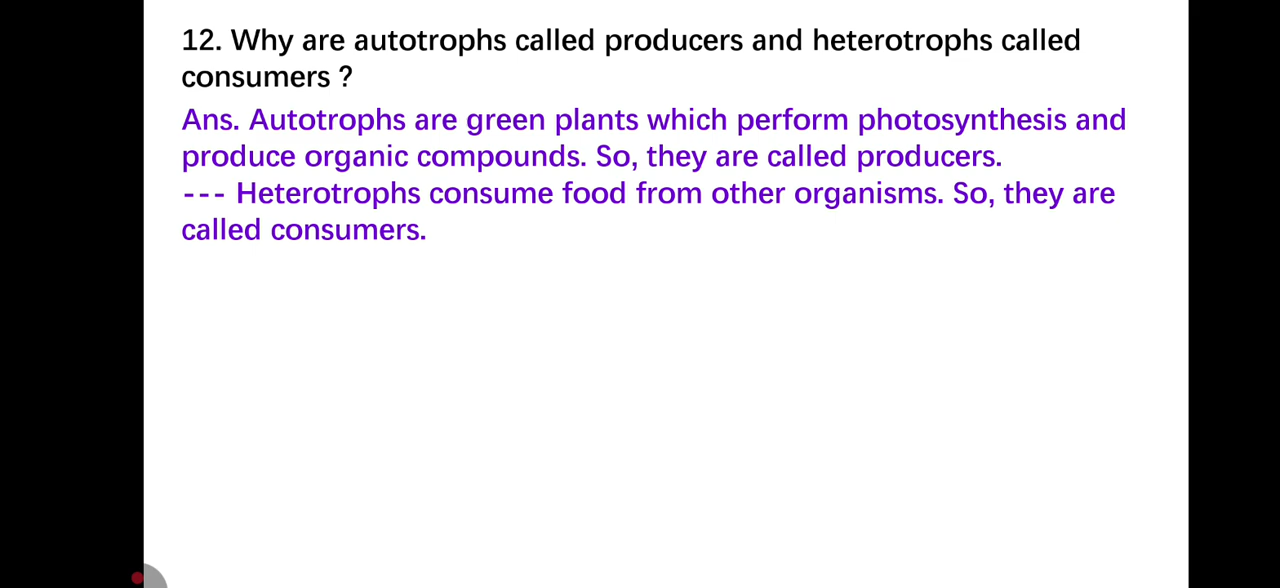 12. Why are autotrophs called producers and heterotrophs called
consumers ?
Ans. Autotrophs are green plants which perform photosynthesis and
produce organic compounds. So, they are called producers.
--- Heterotrophs consume food from other organisms. So, they are
called consumers.